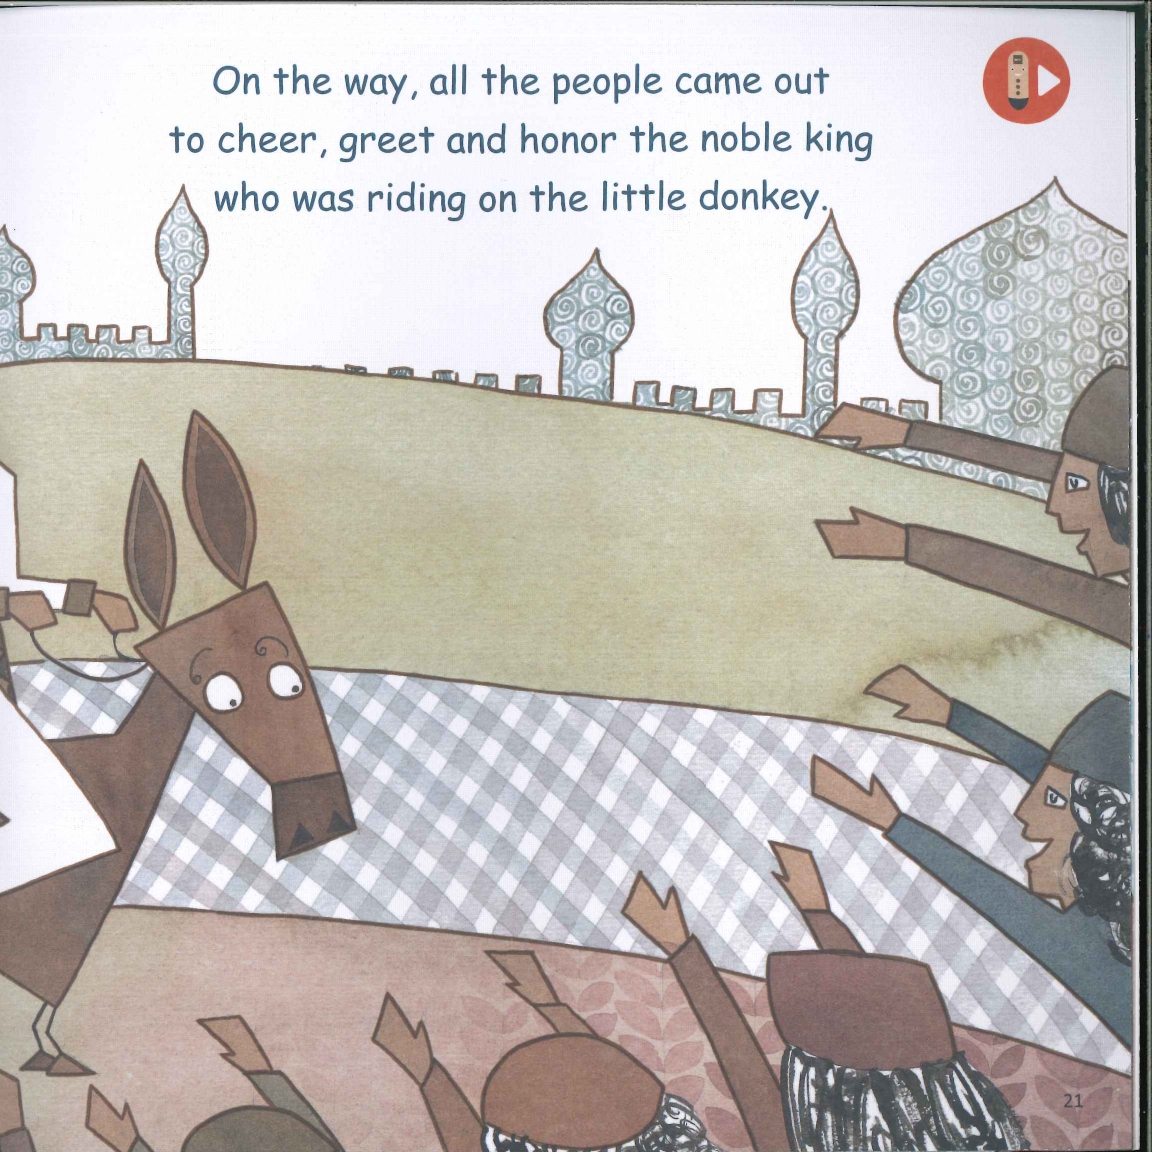 On the way, all the people came out
to cheer, greet and honor the noble king
who was riding on the little donkey.
21